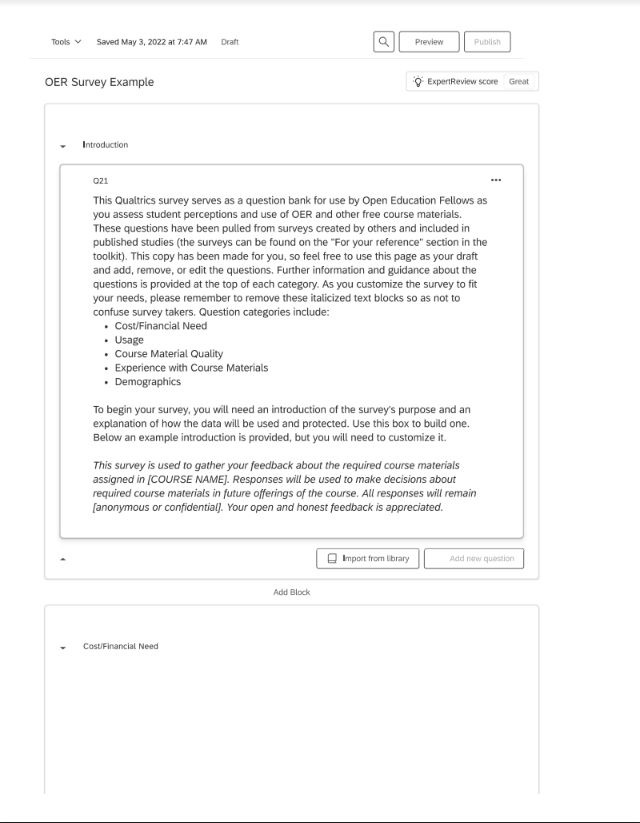 Tools Saved May 3, 2022 at 7:47 AM Draft Preview Publish
OER Survey Example
ExpertReview score Great
Introduction
Q21
This Qualtrics survey serves as a question bank for use by Open Education Fellows as
you assess student perceptions and use of OER and other free course materials.
These questions have been pulled from surveys created by others and included in
published studies (the surveys can be found on the "For your reference" section in the
toolkit). This copy has been made for you, so feel free to use this page as your draft
and add, remove, or edit the questions. Further information and guidance about the
questions is provided at the top of each category. As you customize the survey to fit
your needs, please remember to remove these italicized text blocks so as not to
confuse survey takers. Question categories include:
• Cost/Financial Need
• Usage
• Course Material Quality
• Experience with Course Materials
• Demographics
To begin your survey, you will need an introduction of the survey's purpose and an
explanation of how the data will be used and protected. Use this box to build one.
Below an example introduction is provided, but you will need to customize it.
This survey is used to gather your feedback about the required course materials
assigned in [COURSE NAME]. Responses will be used to make decisions about
required course materials in future offerings of the course. All responses will remain
[anonymous or confidential]. Your open and honest feedback is appreciated.
Import from library Add new question
Add Block
Cost/Financial Need